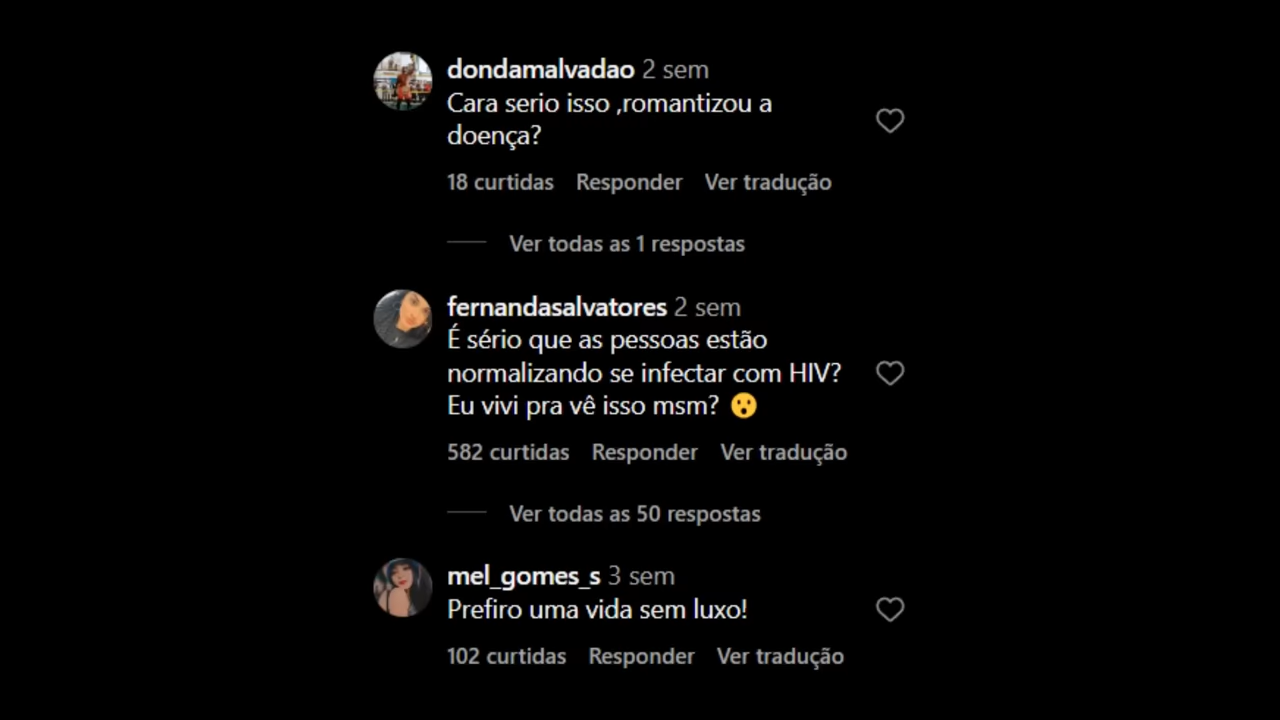 dondamalvadao 2 sem
Cara serio isso ,romantizou a
doença?
18 curtidas Responder Ver tradução
Ver todas as 1 respostas
fernandasalvatores 2 sem
É sério que as pessoas estão
normalizando se infectar com HIV?
Eu vivi pra vê isso msm? 😮
582 curtidas Responder Ver tradução
Ver todas as 50 respostas
mel_gomes_s 3 sem
Prefiro uma vida sem luxo!
102 curtidas Responder Ver tradução